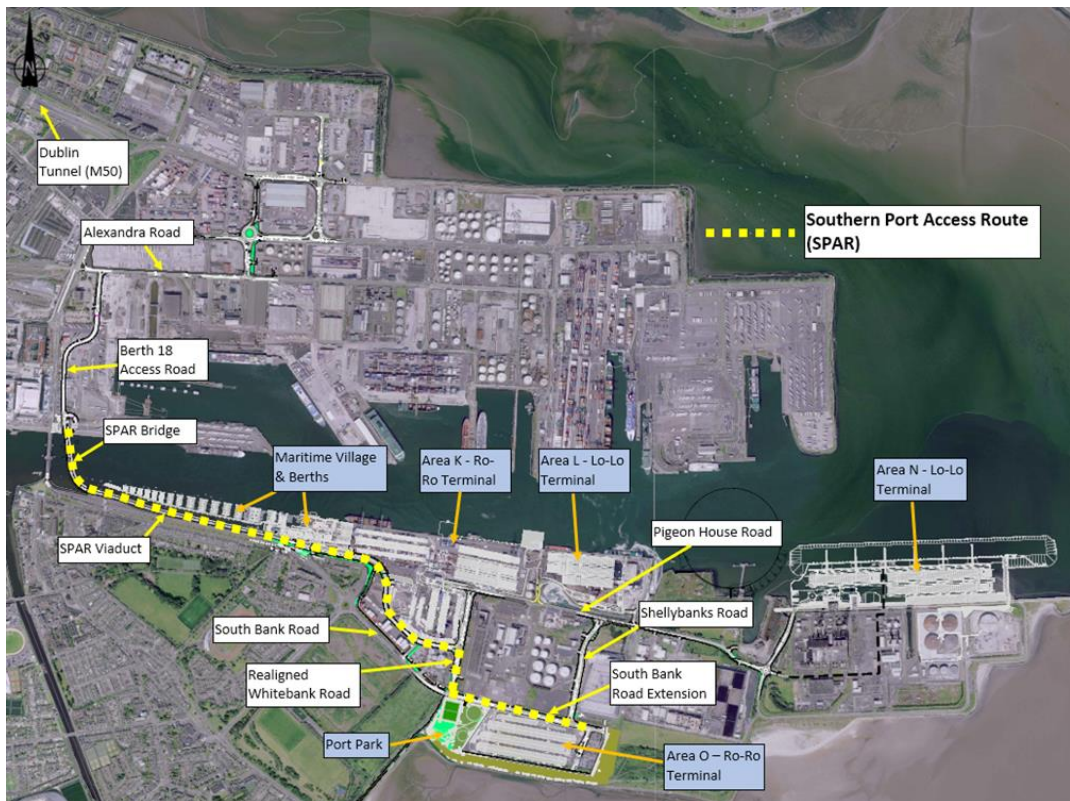 N
Dublin
Tunnel (M50)
Alexandra Road
Southern Port Access Route
(SPAR)
Berth 18
Access Road
SPAR Bridge
Maritime Village
& Berths
Area K - Ro-
Ro Terminal
Area L - Lo-Lo
Terminal
Area N - Lo-Lo
Terminal
SPAR Viaduct
Pigeon House Road
Shellybanks Road
South Bank Road
Realigned
Whitebank Road
South Bank
Road Extension
Port Park
Area O – Ro-Ro
Terminal